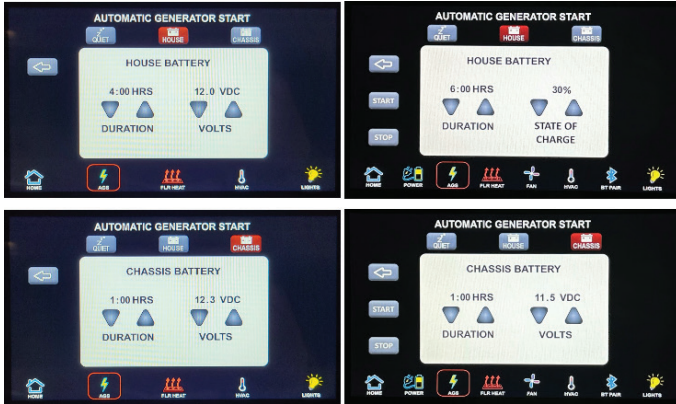 AUTOMATIC GENERATOR START
QUIET HOUSE CHASSIS
HOUSE BATTERY
4:00 HRS 12.0 VDC
DURATION VOLTS
HOME AGS FLR HEAT HVAC LIGHTS
AUTOMATIC GENERATOR START
QUIET HOUSE CHASSIS
HOUSE BATTERY
START
6:00 HRS 30%
DURATION STATE OF
CHARGE
STOP
HOME POWER AGS FLR HEAT FAN HVAC BT PAIR LIGHTS
AUTOMATIC GENERATOR START
QUIET HOUSE CHASSIS
CHASSIS BATTERY
1:00 HRS 12.3 VDC
DURATION VOLTS
HOME AGS FLR HEAT HVAC LIGHTS
AUTOMATIC GENERATOR START
QUIET HOUSE CHASSIS
CHASSIS BATTERY
START
1:00 HRS 11.5 VDC
DURATION VOLTS
STOP
HOME POWER AGS FLR HEAT FAN HVAC BT PAIR LIGHTS